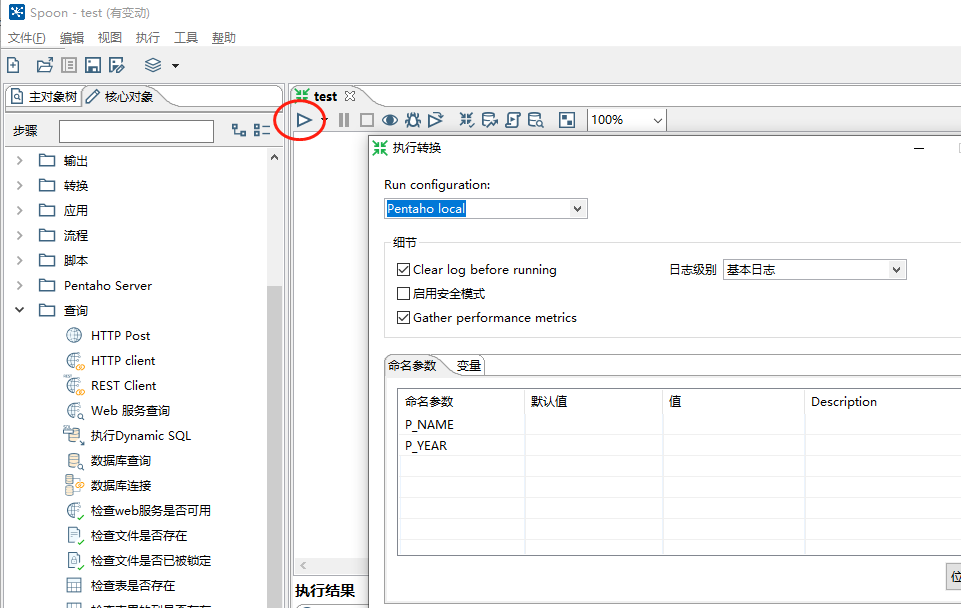 Spoon - test (有变动)
文件(F) 编辑 视图 执行 工具 帮助
主对象树 核心对象
test
步骤
100%
输出
转换
应用
流程
脚本
Pentaho Server
查询
HTTP Post
HTTP client
REST Client
Web 服务查询
执行Dynamic SQL
数据库查询
数据库连接
检查web服务是否可用
检查文件是否存在
检查文件是否已被锁定
检查表是否存在
执行转换
Run configuration:
Pentaho local
细节
Clear log before running
日志级别 基本日志
启用安全模式
Gather performance metrics
命名参数 变量
命名参数 默认值 值 Description
P_NAME
P_YEAR
执行结果